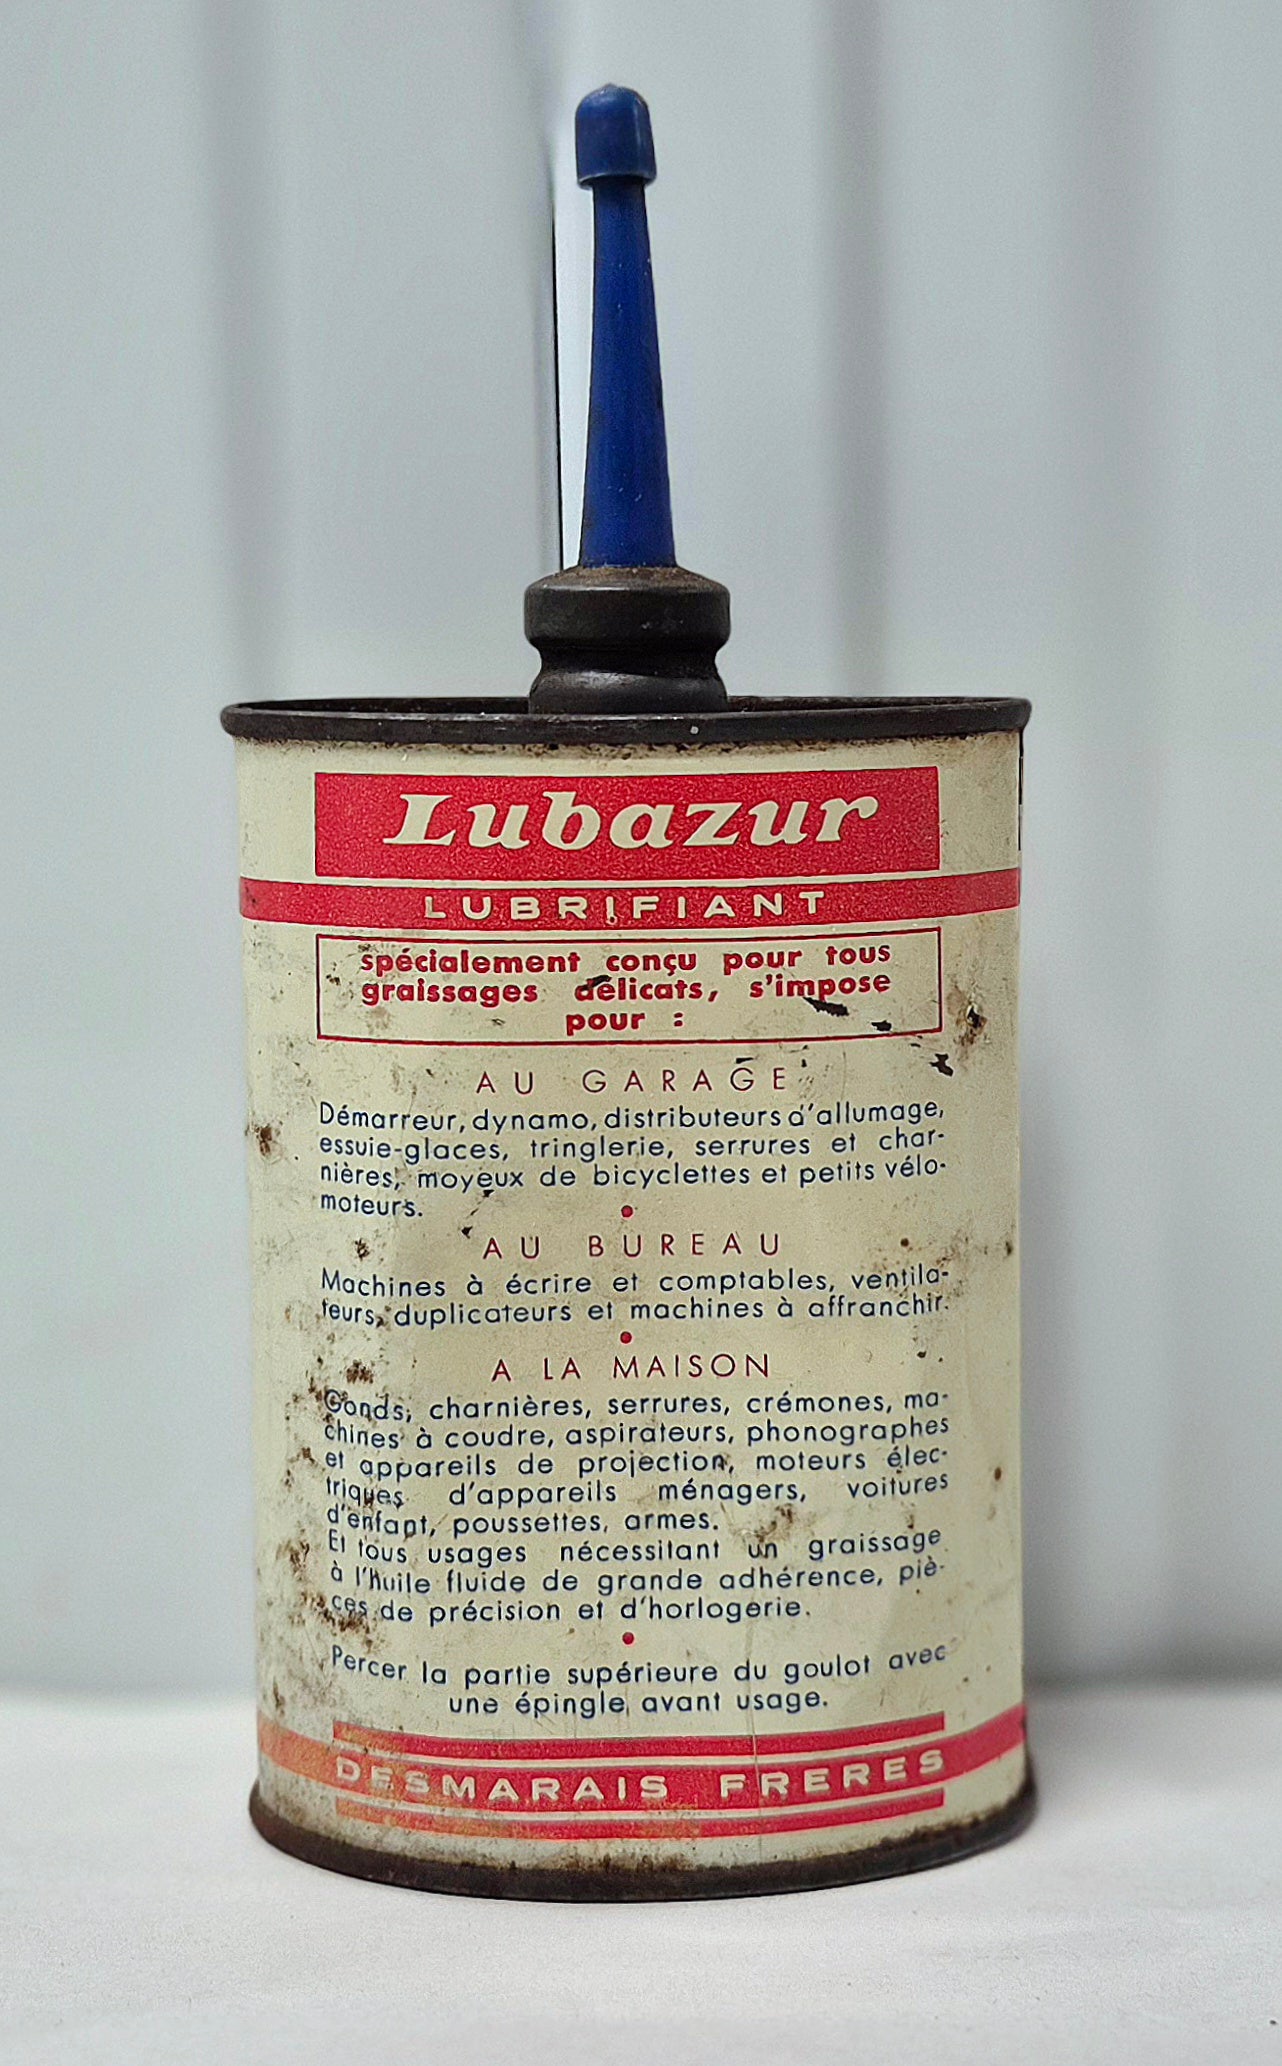 Lubazur
LUBRIFIANT
spécialement conçu pour tous
graissages délicats, s'impose
pour :
AU GARAGE
Démarreur, dynamo, distributeurs d'allumage,
essuie-glaces, tringlerie, serrures et char-
nières, moyeux de bicyclettes et petits vélo-
moteurs.
AU BUREAU
Machines à écrire et comptables, ventila-
teurs, duplicateurs et machines à affranchir.
A LA MAISON
Gonds, charnières, serrures, crémones, ma-
chines à coudre, aspirateurs, phonographes
et appareils de projection, moteurs élec-
triques d'appareils ménagers, voitures
d'enfant, poussettes, armes.
Et tous usages nécessitant un graissage
à l'huile fluide de grande adhérence, piè-
ces de précision et d'horlogerie.
Percer la partie supérieure du goulot avec
une épingle avant usage.
DESMARAIS FRERES